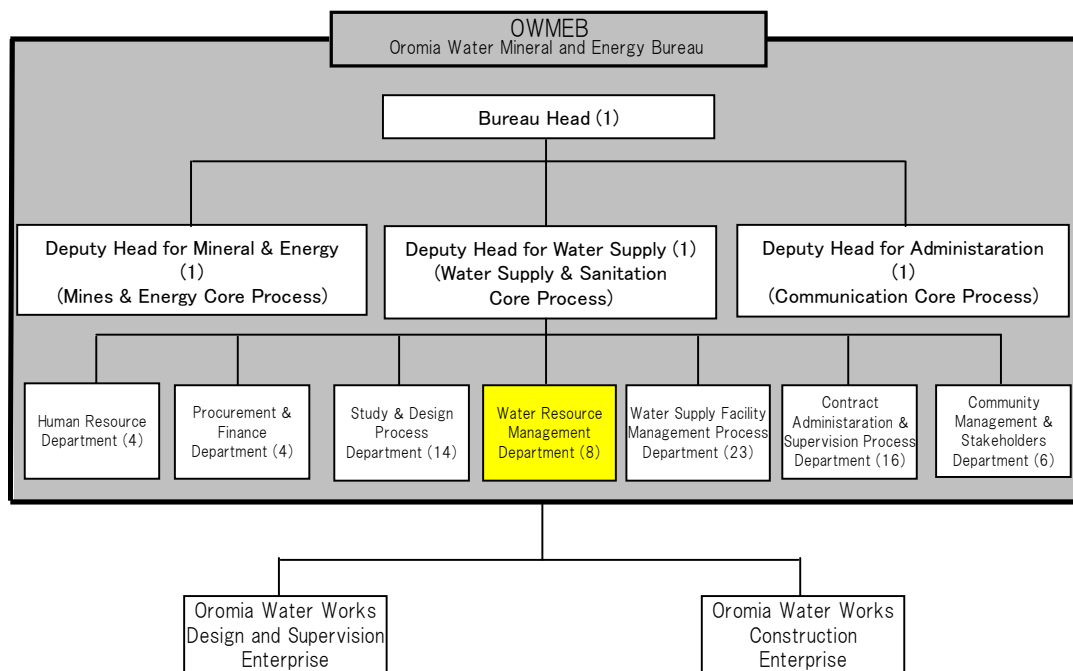 OWMEB
Oromia Water Mineral and Energy Bureau
Bureau Head (1)
Deputy Head for Mineral & Energy
(1)
(Mines & Energy Core Process)
Deputy Head for Water Supply (1)
(Water Supply & Sanitation
Core Process)
Deputy Head for Administaration
(1)
(Communication Core Process)
Human Resource
Department (4)
Procurement &
Finance
Department (4)
Study & Design
Process
Department (14)
Water Resource
Management
Department (8)
Water Supply Facility
Management Process
Department (23)
Contract
Administaration &
Supervision Process
Department (16)
Community
Management &
Stakeholders
Department (6)
Oromia Water Works
Design and Supervision
Enterprise
Oromia Water Works
Construction
Enterprise